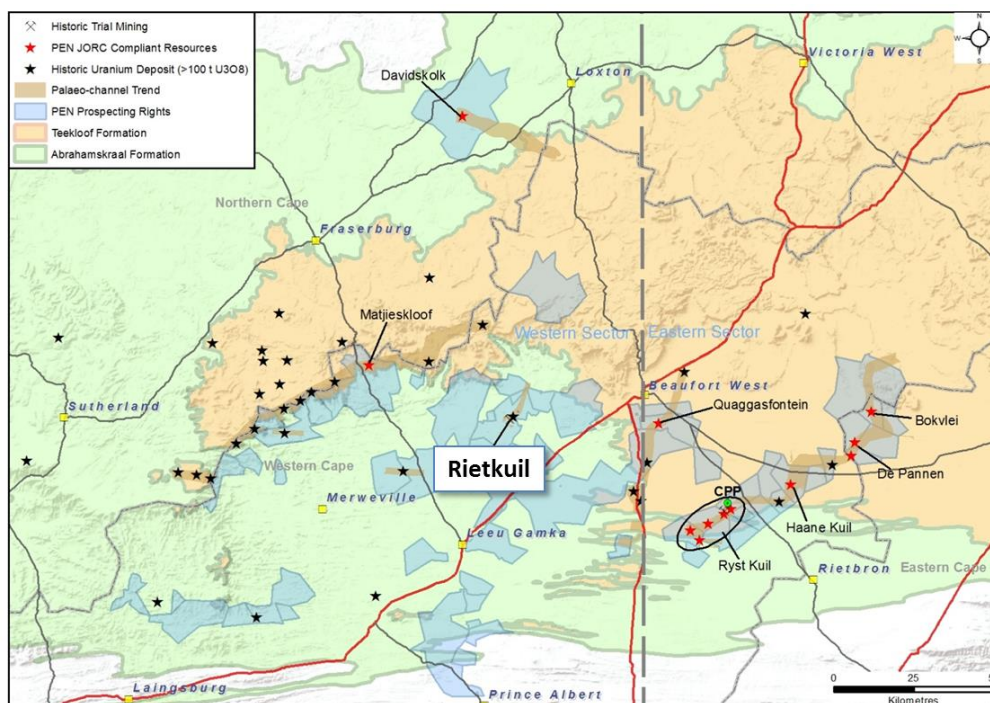 Historic Trial Mining
PEN JORC Compliant Resources
Historic Uranium Deposit (>100 t U3O8)
Palaeo-channel Trend
PEN Prospecting Rights
Teekloof Formation
Abrahamskraal Formation
N
W
E
S
Victoria West
Loxton
Davidskolk
Northern Cape
Fraserburg
Matjieskloof
Western Sector
Eastern Sector
Beaufort West
Sutherland
Quaggasfontein
Bokvlei
Rietkuil
De Pannen
Western Cape
Merweville
CPP
Haane Kuil
Leeu Gamka
Ryst Kuil
Rietbron
Eastern Cape
Laingsburg
Prince Albert
0 25
Kilometres